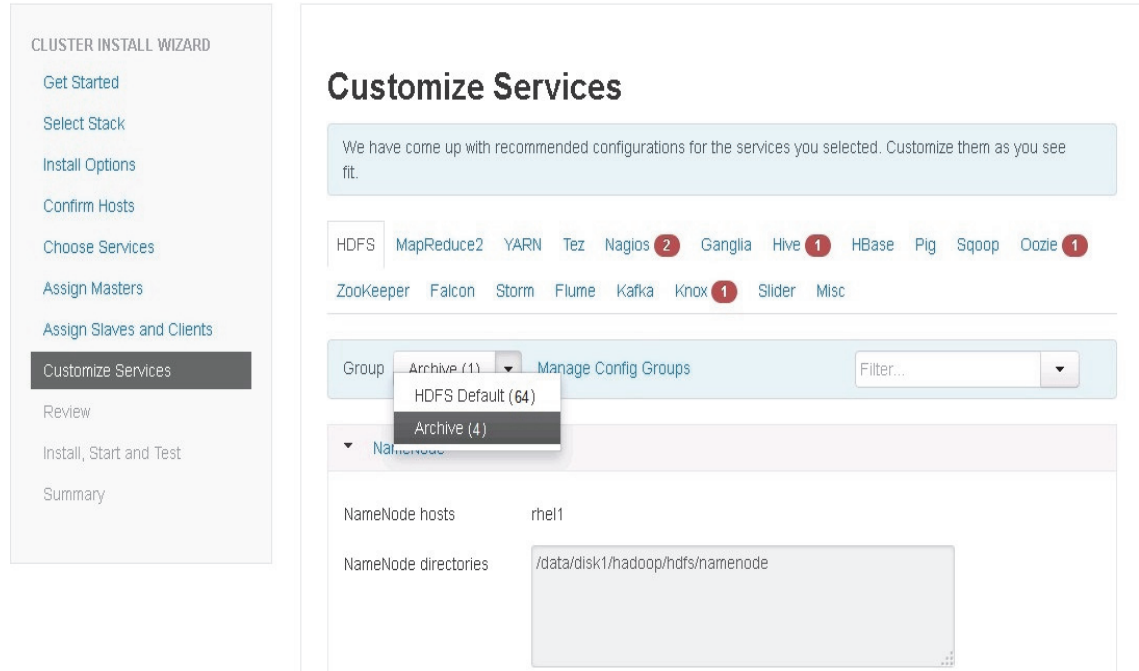 CLUSTER INSTALL WIZARD
Get Started
Select Stack
Install Options
Confirm Hosts
Choose Services
Assign Masters
Assign Slaves and Clients
Customize Services
Review
Install, Start and Test
Summary
Customize Services
We have come up with recommended configurations for the services you selected. Customize them as you see
fit.
HDFS MapReduce2 YARN Tez Nagios 2 Ganglia Hive 1 HBase Pig Sqoop Oozie 1
ZooKeeper Falcon Storm Flume Kafka Knox 1 Slider Misc
Group Archive (1) Manage Config Groups Filter...
HDFS Default (64)
Archive (4)
NameNode
NameNode hosts rhel1
NameNode directories /data/disk1/hadoop/hdfs/namenode